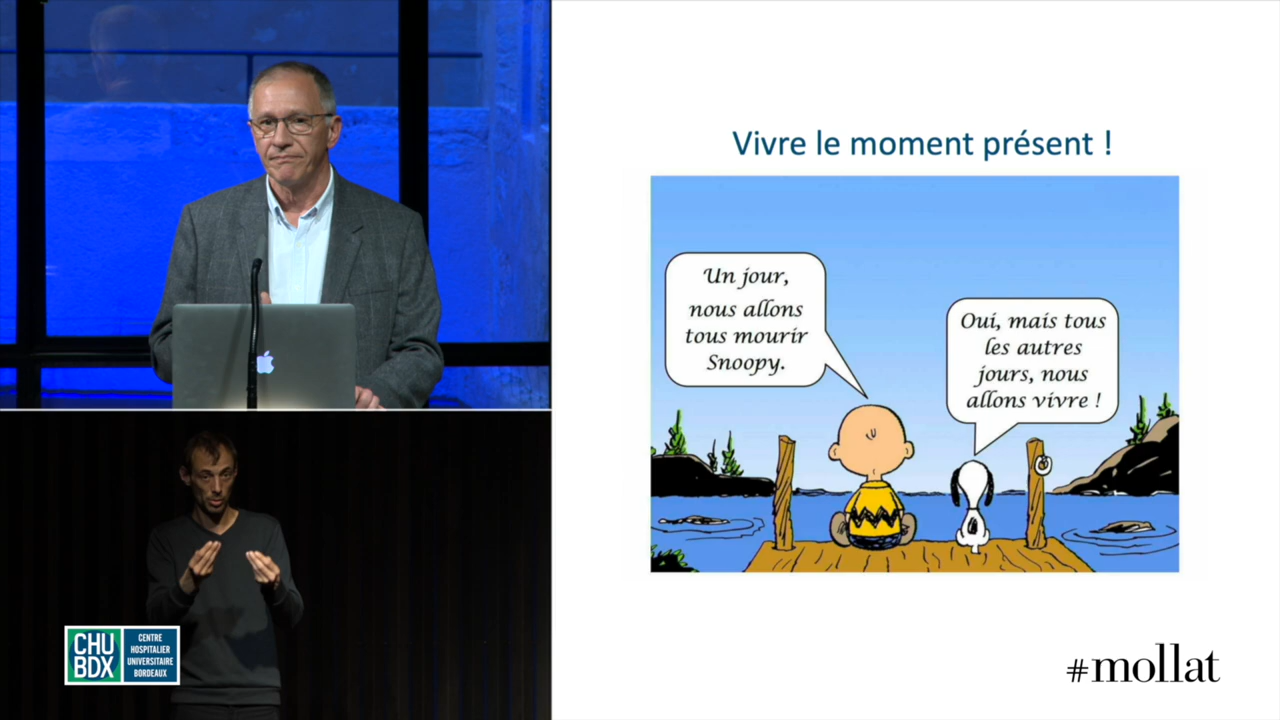 Vivre le moment présent !
Un jour,
nous allons
tous mourir
Snoopy.
Oui, mais tous
les autres
jours, nous
allons vivre !
CHU
BDX
CENTRE
HOSPITALIER
UNIVERSITAIRE
BORDEAUX
#mollat